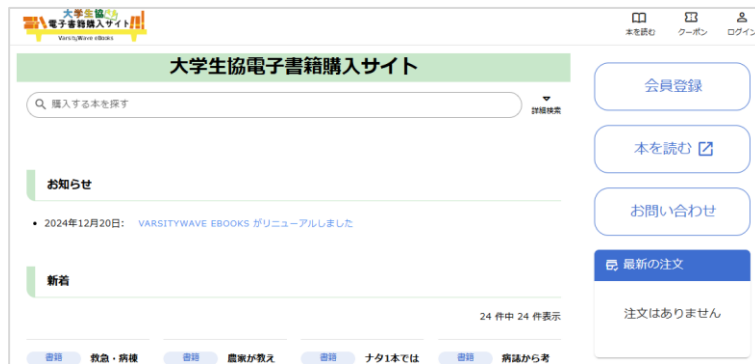 大学生協の
電子書籍購入サイト
VarsityWave eBooks
本を読む
クーポン
ログイン
大学生協電子書籍購入サイト
購入する本を探す
詳細検索
お知らせ
2024年12月20日： VARSITYWAVE EBOOKS がリニューアルしました
新着
24 件中 24 件表示
書籍 救急・病棟
書籍 農家が教え
書籍 ナタ1本では
書籍 病誌から考
会員登録
本を読む
お問い合わせ
最新の注文
注文はありません